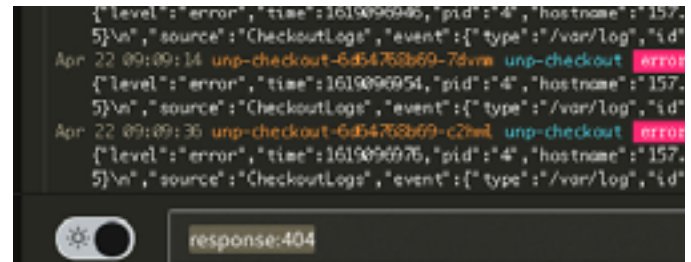 {"level":"error","time":1619096946,"pid":"4","hostname":"157.
5}\n","source":"CheckoutLogs","event":{"type":"/var/log","id"
Apr 22 09:09:14 unp-checkout-6d64768b69-7dvnm unp-checkout error
{"level":"error","time":1619096954,"pid":"4","hostname":"157.
5}\n","source":"CheckoutLogs","event":{"type":"/var/log","id"
Apr 22 09:09:36 unp-checkout-6d64768b69-c2hml unp-checkout error
{"level":"error","time":1619096976,"pid":"4","hostname":"157.
5}\n","source":"CheckoutLogs","event":{"type":"/var/log","id"
response:404